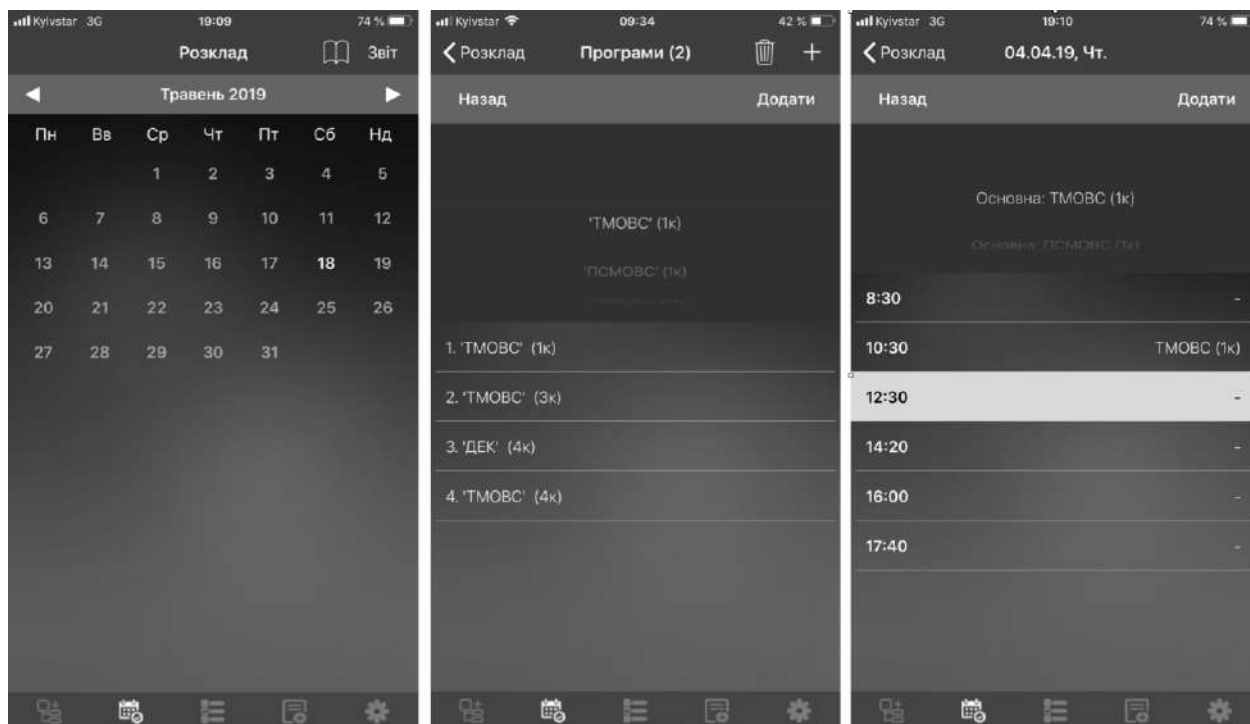 Kyivstar 3G 19:09 74 %
Розклад Звіт
Травень 2019
Пн Вв Ср Чт Пт Сб Нд
1 2 3 4 5
6 7 8 9 10 11 12
13 14 15 16 17 18 19
20 21 22 23 24 25 26
27 28 29 30 31
Kyivstar 09:34 42 %
Розклад Програми (2) +
Назад Додати
'ТМОВС' (1к)
'ПСМОВС' (1к)
1. 'ТМОВС' (1к)
2. 'ТМОВС' (3к)
3. 'ДЕК' (4к)
4. 'ТМОВС' (4к)
Kyivstar 3G 19:10 74 %
Розклад 04.04.19, Чт.
Назад Додати
Основна: ТМОВС (1к)
Основна: ПСМОВС (1к)
8:30 -
10:30 ТМОВС (1к)
12:30 -
14:20 -
16:00 -
17:40 -